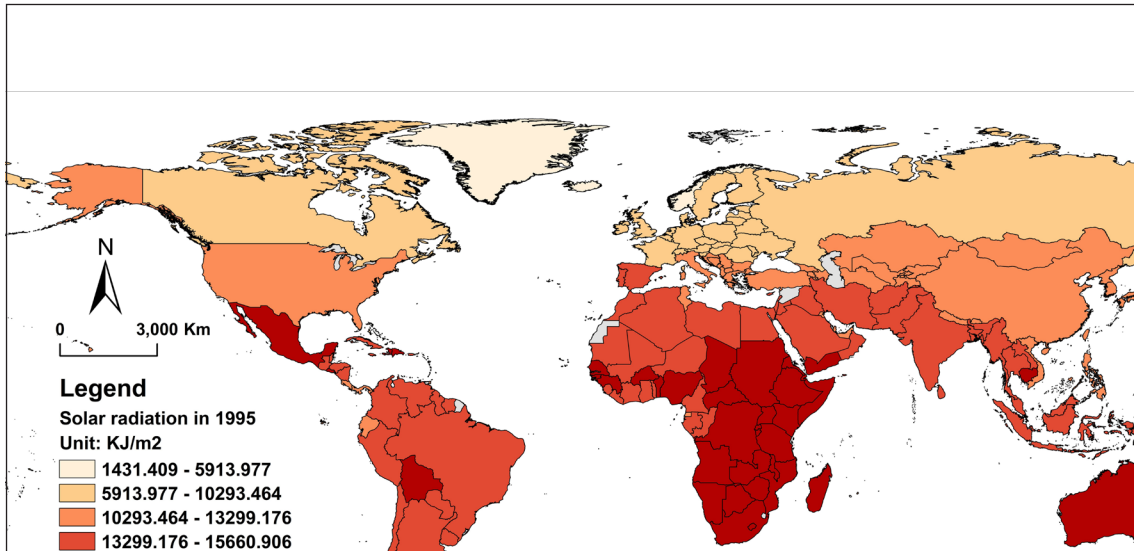 N
0 3,000 Km
Legend
Solar radiation in 1995
Unit: KJ/m2
1431.409 - 5913.977
5913.977 - 10293.464
10293.464 - 13299.176
13299.176 - 15660.906